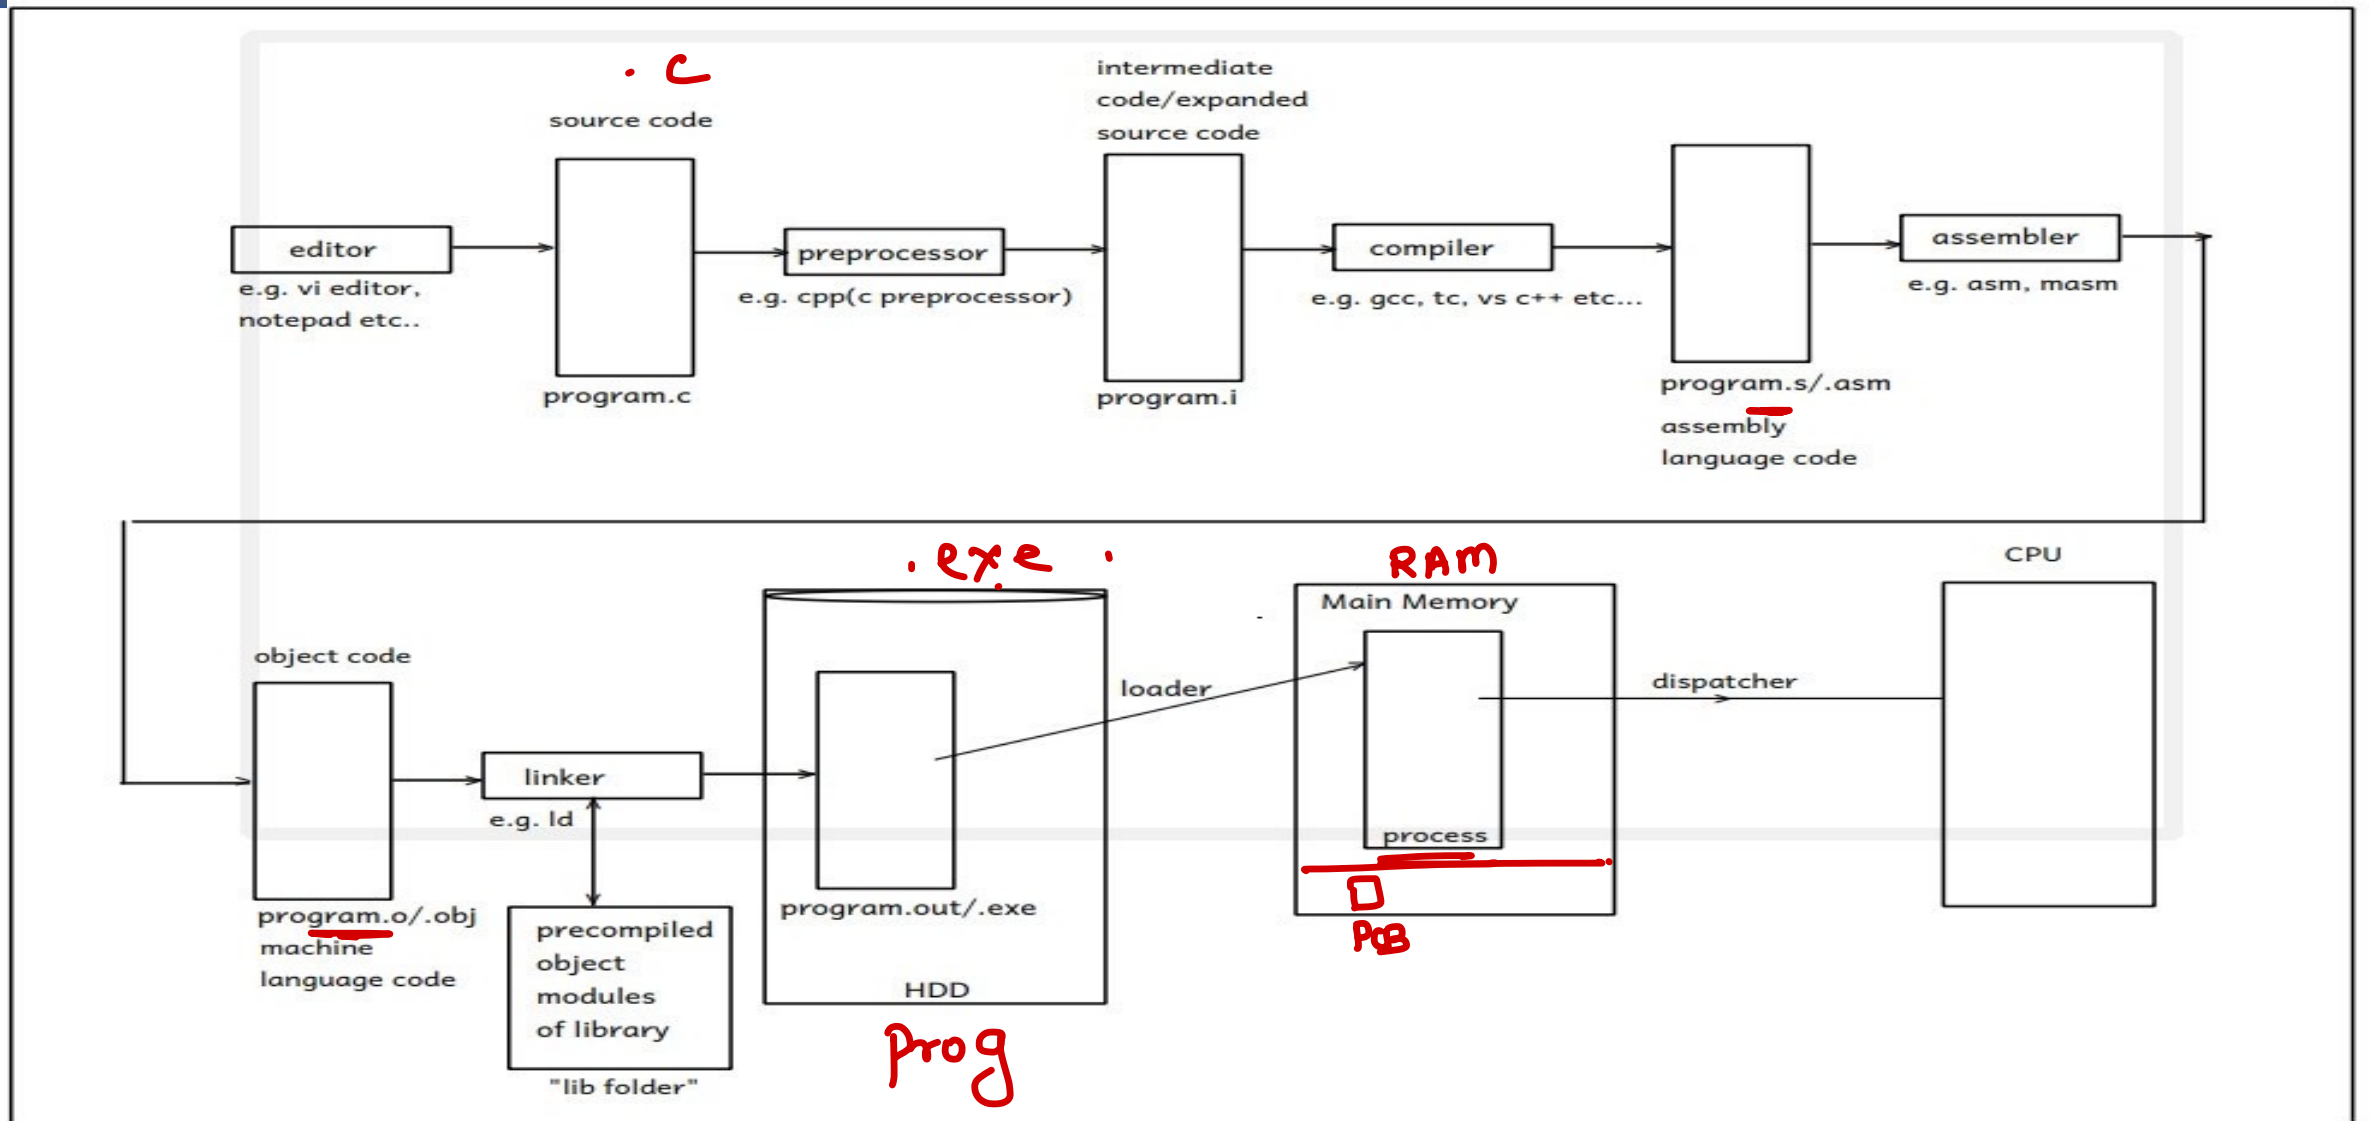 . C
source code
intermediate
code/expanded
source code
editor
preprocessor
compiler
assembler
e.g. vi editor,
notepad etc..
e.g. cpp(c preprocessor)
e.g. gcc, tc, vs c++ etc...
e.g. asm, masm
program.c
program.i
program.s/.asm
assembly
language code
.exe
RAM
CPU
Main Memory
object code
loader
dispatcher
linker
e.g. ld
process
program.o/.obj
machine
language code
precompiled
object
modules
of library
"lib folder"
program.out/.exe
HDD
PCB
Prog